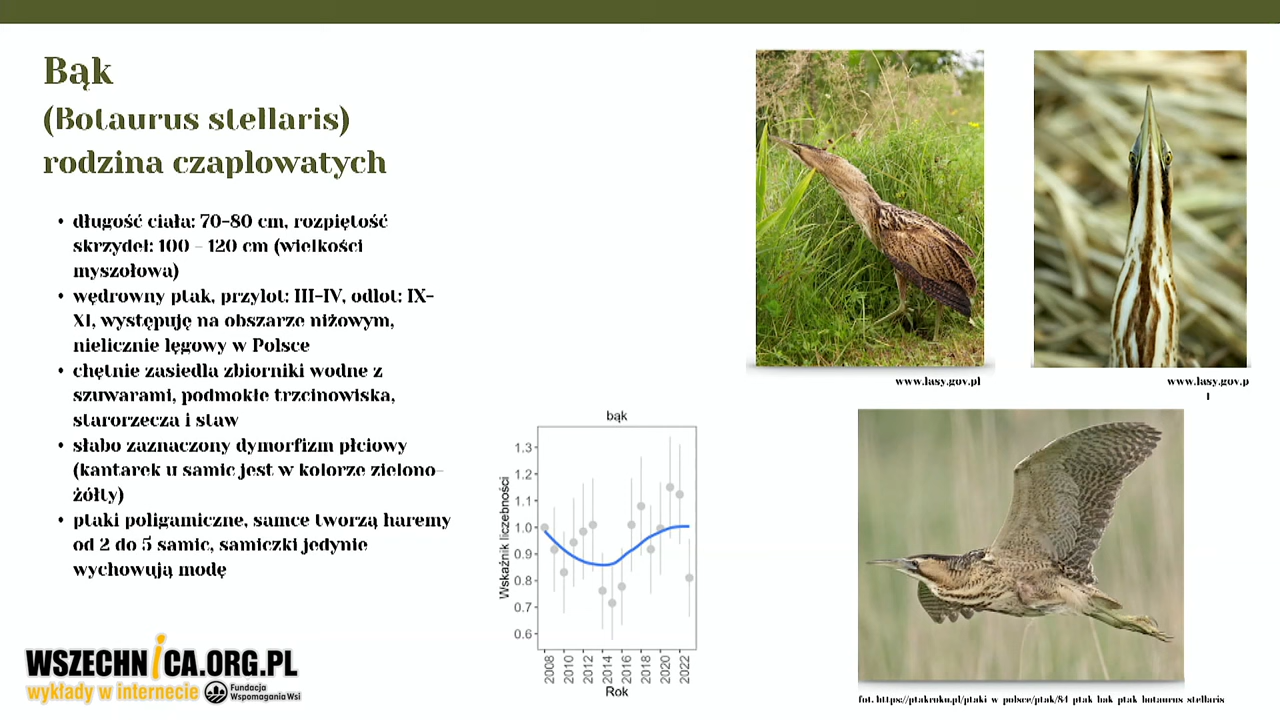 Bąk
(Botaurus stellaris)
rodzina czaplowatych
• długość ciała: 70-80 cm, rozpiętość
skrzydeł: 100 - 120 cm (wielkości
myszołowa)
• wędrowny ptak, przylot: III-IV, odlot: IX-
XI, występuję na obszarze niżowym,
nielicznie lęgowy w Polsce
• chętnie zasiedla zbiorniki wodne z
szuwarami, podmokłe trzcinowiska,
starorzecza i staw
• słabo zaznaczony dymorfizm płciowy
(kantarek u samic jest w kolorze zielono-
żółty)
• ptaki poligamiczne, samce tworzą haremy
od 2 do 5 samic, samiczki jedynie
wychowują modę
www.lasy.gov.pl
www.lasy.gov.p
l
bąk
Wskaźnik liczebności
1.3
1.2
1.1
1.0
0.9
0.8
0.7
0.6
2008 2010 2012 2014 2016 2018 2020 2022
Rok
fot. https://ptakroku.pl/ptaki_w_polsce/ptak/84_ptak_bak_ptak_botaurus_stellaris
WSZECHNiCA.ORG.PL
wykłady w internecie
Fundacja
Wspomagania Wsi